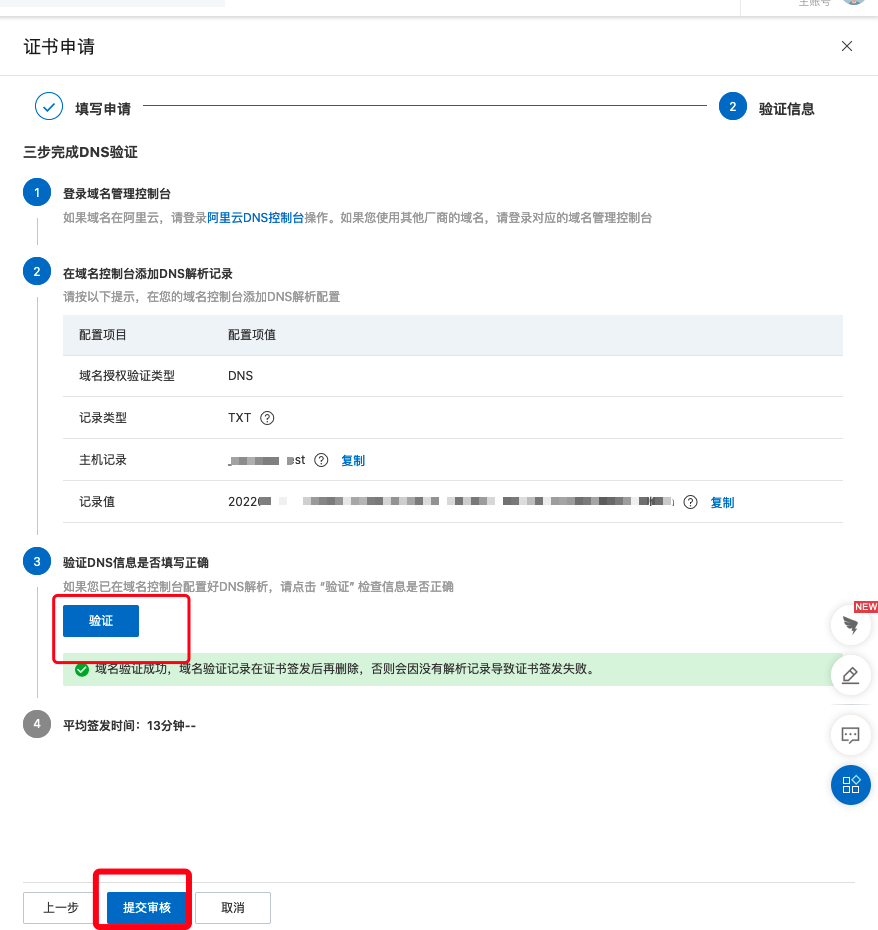 主账号
证书申请
填写申请
2 验证信息
三步完成DNS验证
1 登录域名管理控制台
如果域名在阿里云，请登录阿里云DNS控制台操作。如果您使用其他厂商的域名，请登录对应的域名管理控制台
2 在域名控制台添加DNS解析记录
请按以下提示，在您的域名控制台添加DNS解析配置
配置项目 配置项值
域名授权验证类型 DNS
记录类型 TXT
主机记录 复制
记录值 复制
3 验证DNS信息是否填写正确
如果您已在域名控制台配置好DNS解析，请点击 “验证” 检查信息是否正确
验证
NEW
域名验证成功，域名验证记录在证书签发后再删除，否则会因没有解析记录导致证书签发失败。
4 平均签发时间：13分钟--
上一步 提交审核 取消